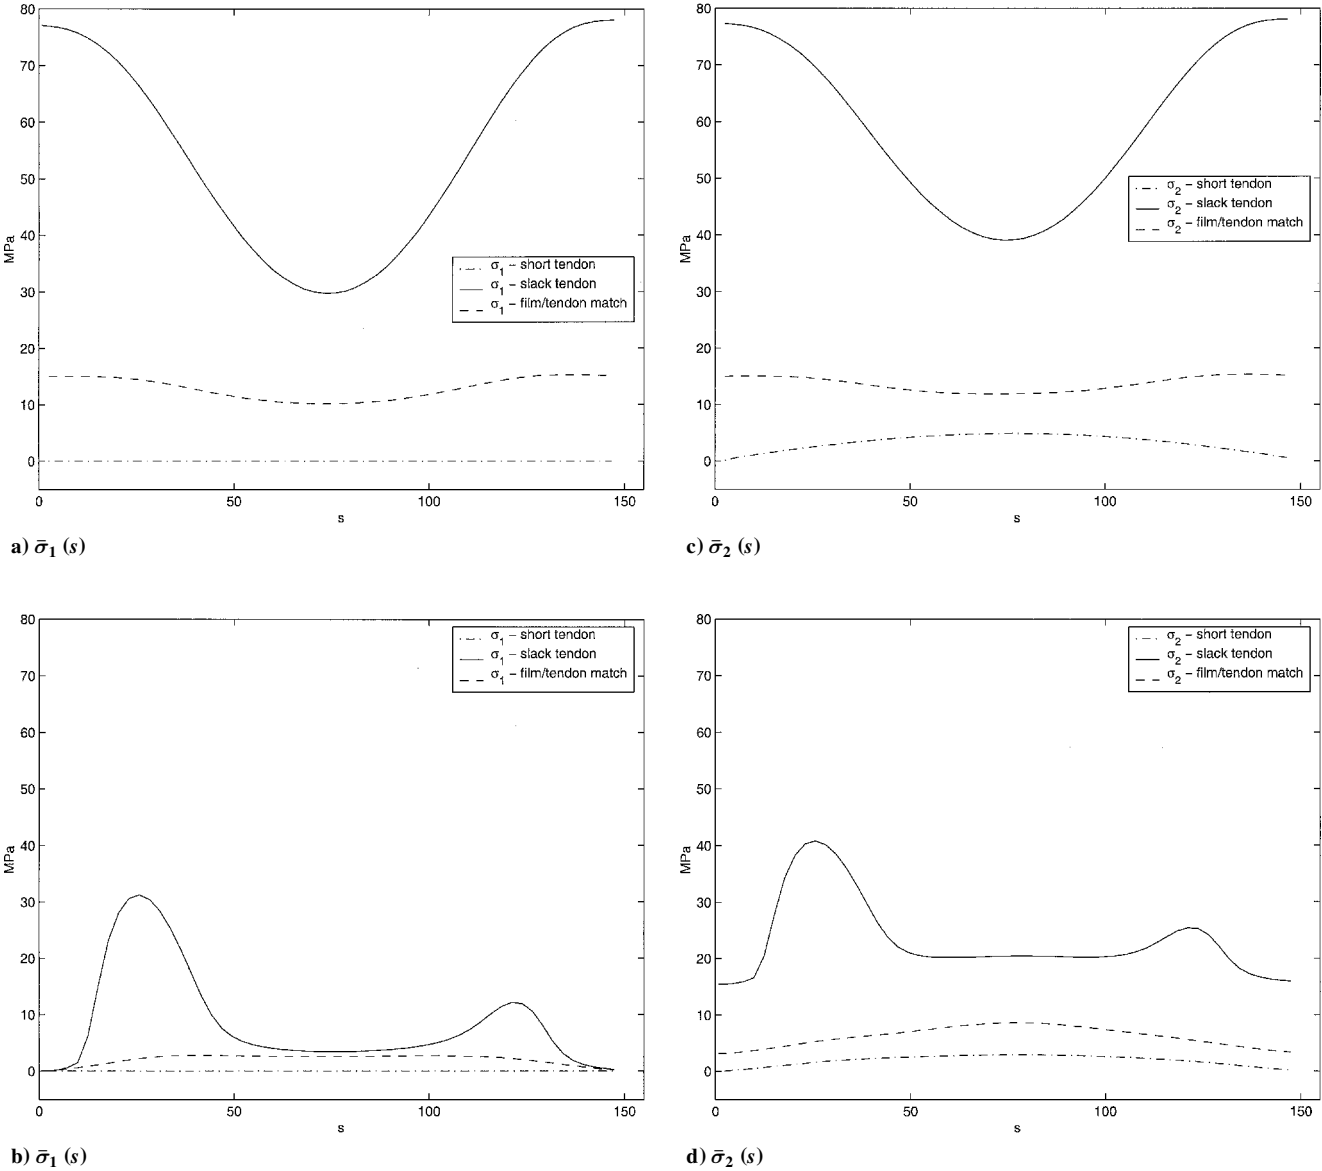 80
70
60
50
40
30
20
10
0
MPa
σ1 – short tendon
σ1 – slack tendon
σ1 – film/tendon match
0 50 100 150
s
a) σ̄1 (s)
80
70
60
50
40
30
20
10
0
MPa
σ2 – short tendon
σ2 – slack tendon
σ2 – film/tendon match
0 50 100 150
s
c) σ̄2 (s)
80
70
60
50
40
30
20
10
0
MPa
σ1 – short tendon
σ1 – slack tendon
σ1 – film/tendon match
0 50 100 150
s
b) σ̄1 (s)
80
70
60
50
40
30
20
10
0
MPa
σ2 – short tendon
σ2 – slack tendon
σ2 – film/tendon match
0 50 100 150
s
d) σ̄2 (s)